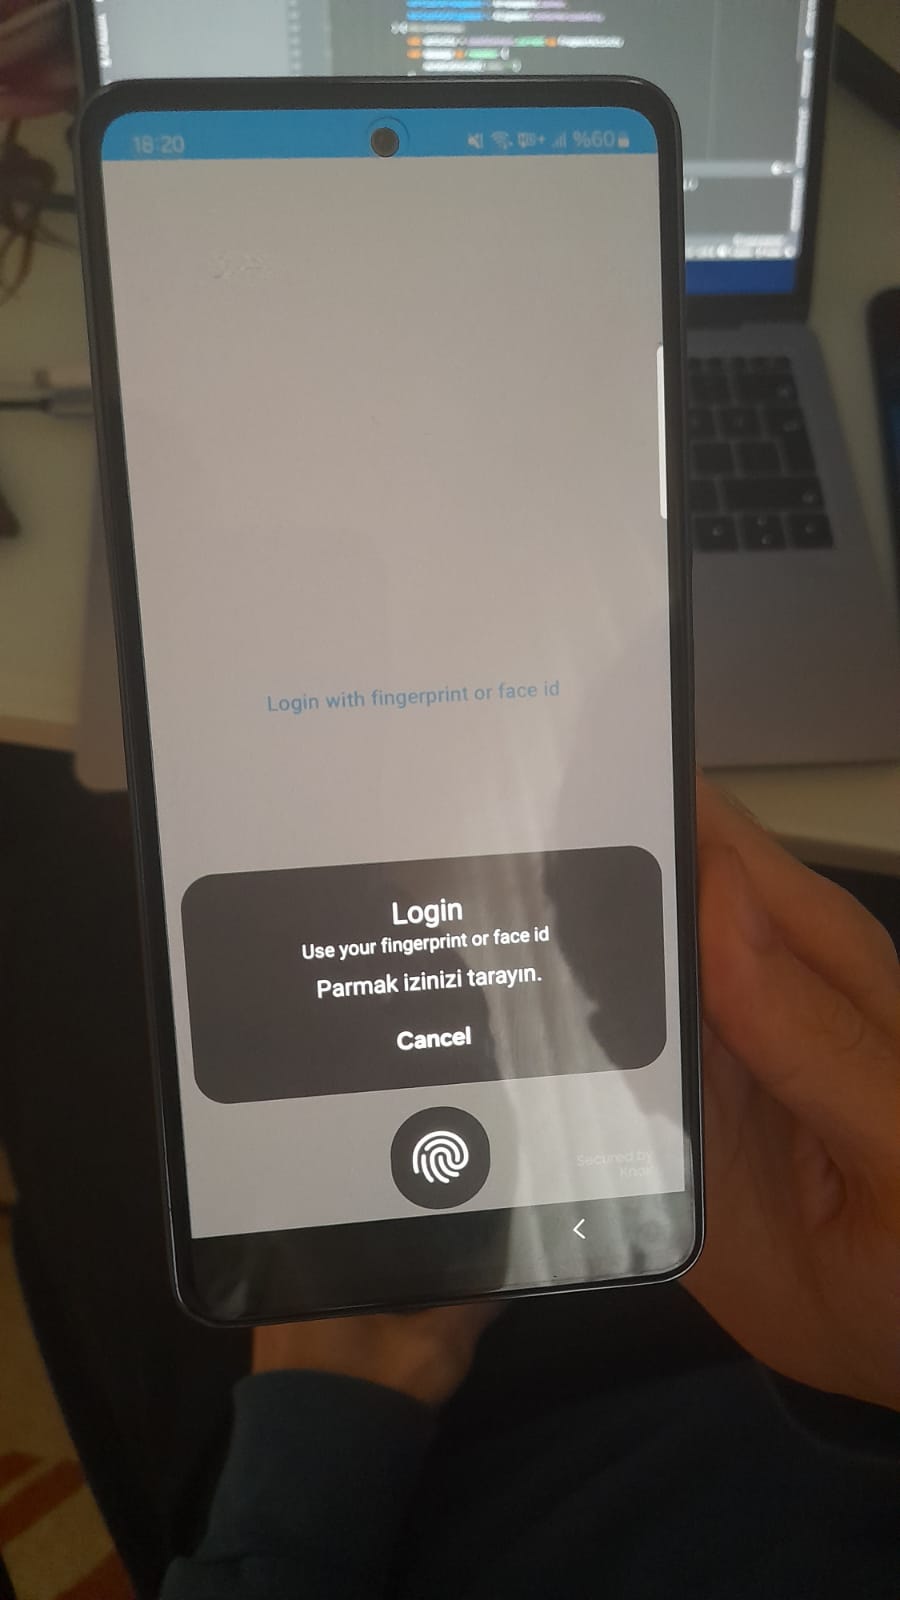 18:20
%60
Login with fingerprint or face id
Login
Use your fingerprint or face id
Parmak izinizi tarayın.
Cancel
Secured by
Knox